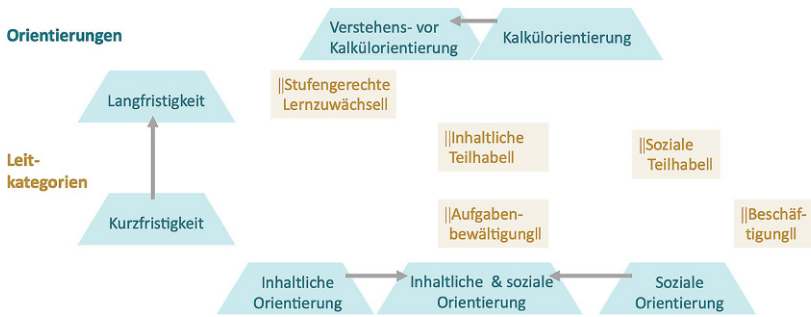 Orientierungen
Verstehens- vor
Kalkülorientierung
Kalkülorientierung
Langfristigkeit
||Stufengerechte
Lernzuwächse||
Leit-
kategorien
||Inhaltliche
Teilhabe||
||Soziale
Teilhabe||
Kurzfristigkeit
||Aufgaben-
bewältigung||
||Beschäf-
tigung||
Inhaltliche
Orientierung
Inhaltliche & soziale
Orientierung
Soziale
Orientierung